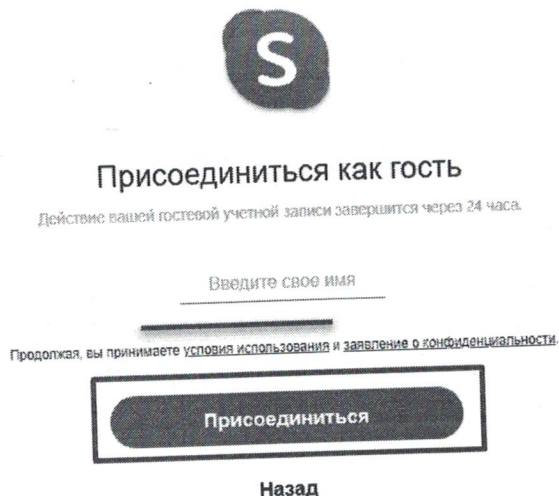 S
Присоединиться как гость
Действие вашей гостевой учетной записи завершится через 24 часа.
Введите свое имя
Продолжая, вы принимаете условия использования и заявление о конфиденциальности.
Присоединиться
Назад